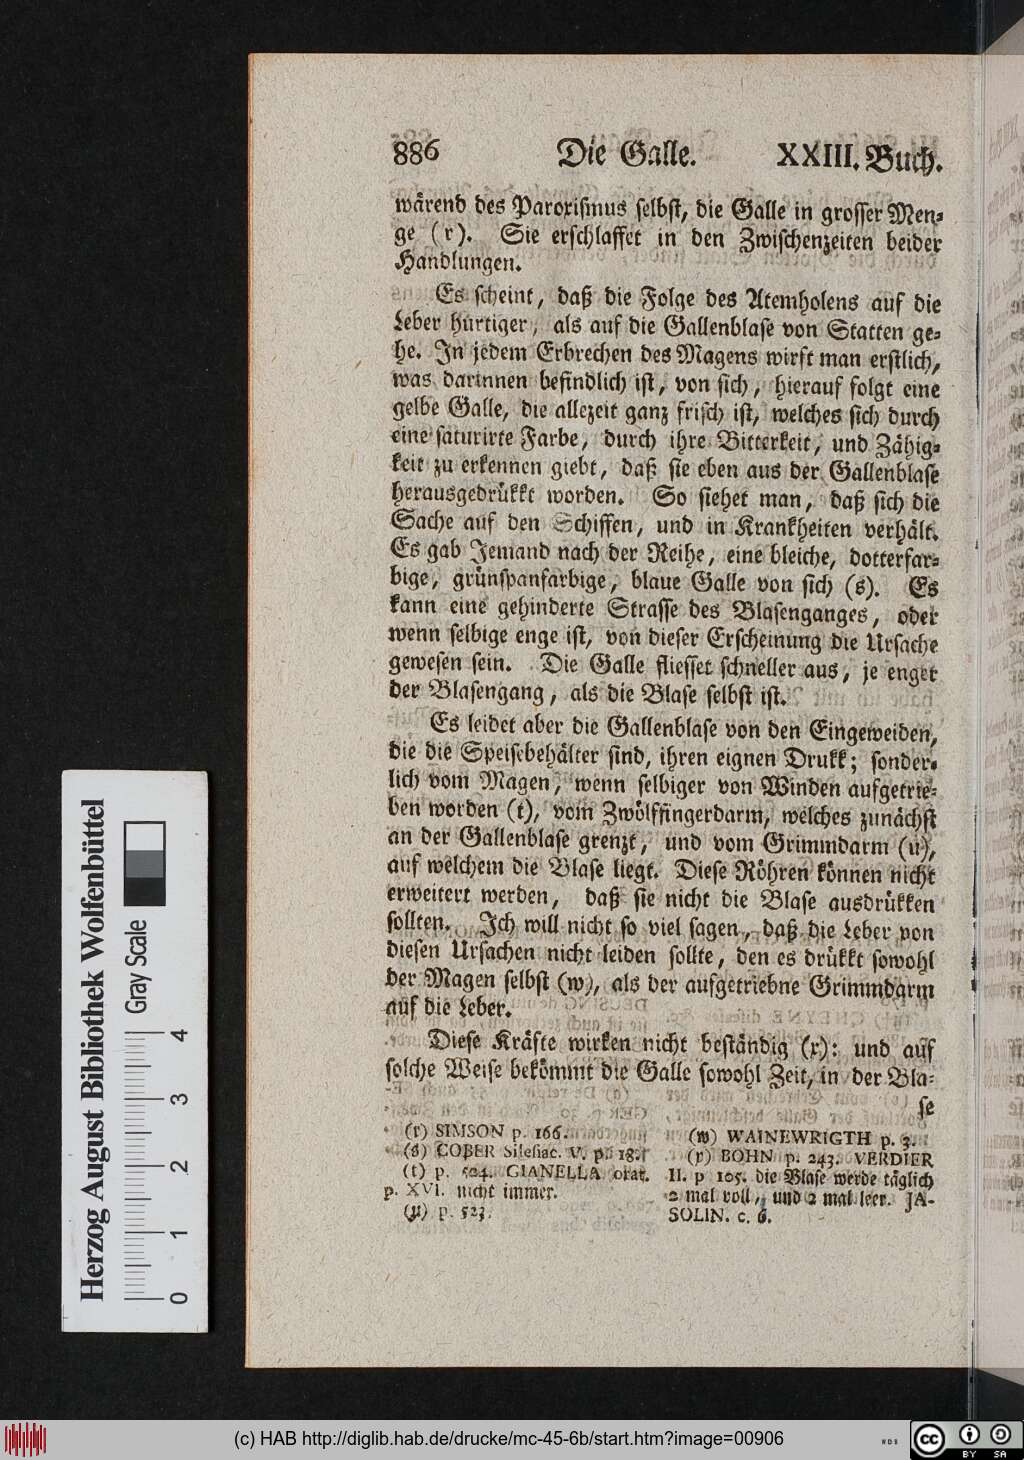 886 Die Galle. XXIII. Buch.
wärend des Paroxismus selbst, die Galle in grosser Men-
ge (r). Sie erschlaffet in den Zwischenzeiten beider
Handlungen.
Es scheint, daß die Folge des Atemholens auf die
Leber hurtiger, als auf die Gallenblase von Statten ge-
he. In jedem Erbrechen des Magens wirft man erstlich,
was darinnen befindlich ist, von sich, hierauf folgt eine
gelbe Galle, die allezeit ganz frisch ist, welches sich durch
eine saturirte Farbe, durch ihre Bitterkeit, und Zähig-
keit zu erkennen giebt, daß sie eben aus der Gallenblase
herausgedrükkt worden. So siehet man, daß sich die
Sache auf den Schiffen, und in Krankheiten verhält.
Es gab Jemand nach der Reihe, eine bleiche, dotterfar-
bige, grünspanfarbige, blaue Galle von sich (s). Es
kann eine gehinderte Strasse des Blasenganges, oder
wenn selbige enge ist, von dieser Erscheinung die Ursache
gewesen sein. Die Galle fliesset schneller aus, je enger
der Blasengang, als die Blase selbst ist.
Es leidet aber die Gallenblase von den Eingeweiden,
die die Speisebehälter sind, ihren eignen Drukk; sonder-
lich vom Magen, wenn selbiger von Winden aufgetrie-
ben worden (t), vom Zwölffingerdarm, welches zunächst
an der Gallenblase grenzt, und vom Grimmdarm (u),
auf welchem die Blase liegt. Diese Röhren können nicht
erweitert werden, daß sie nicht die Blase ausdrükken
sollten. Ich will nicht so viel sagen, daß die Leber von
diesen Ursachen nicht leiden sollte, den es drükkt sowohl
der Magen selbst (w), als der aufgetriebne Grimmdarm
auf die Leber.
Diese Kräfte wirken nicht beständig (x): und auf
solche Weise bekömmt die Galle sowohl Zeit, in der Bla-
se
(r) SIMSON p. 166.
(s) COBER Silesiac. V. p. 18.
(t) p. 524. GIANELLA orat.
p. XVI. nicht immer.
(u) p. 523.
(w) WAINEWRIGTH p. 3.
(x) BOHN p. 243. VERDIER
II. p 105. die Blase werde täglich
2 mal voll, und 2 mal leer. JA-
SOLIN. c. 6.
Herzog August Bibliothek Wolfenbüttel
Gray Scale
0 1 2 3 4
(c) HAB http://diglib.hab.de/drucke/mc-45-6b/start.htm?image=00906
cc BY SA